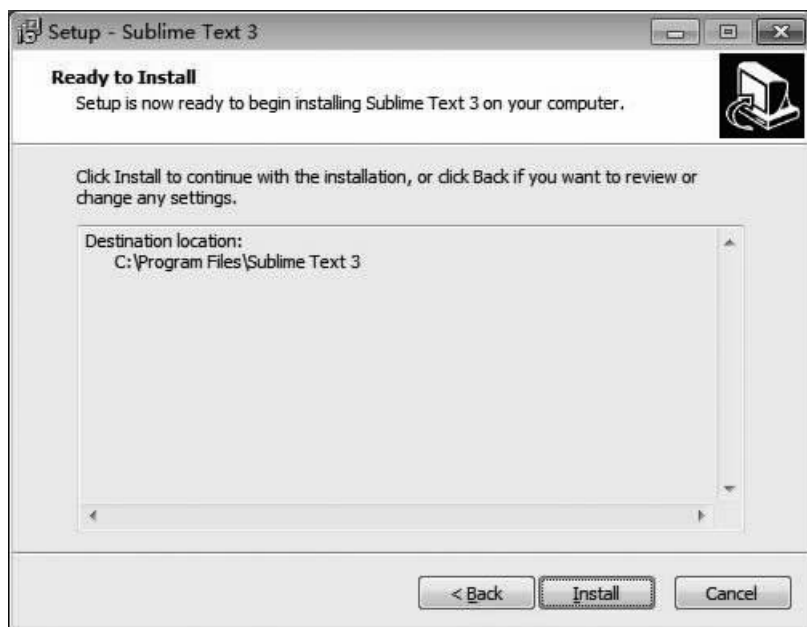 Setup - Sublime Text 3
Ready to Install
Setup is now ready to begin installing Sublime Text 3 on your computer.
Click Install to continue with the installation, or click Back if you want to review or
change any settings.
Destination location:
C:\Program Files\Sublime Text 3
< Back
Install
Cancel